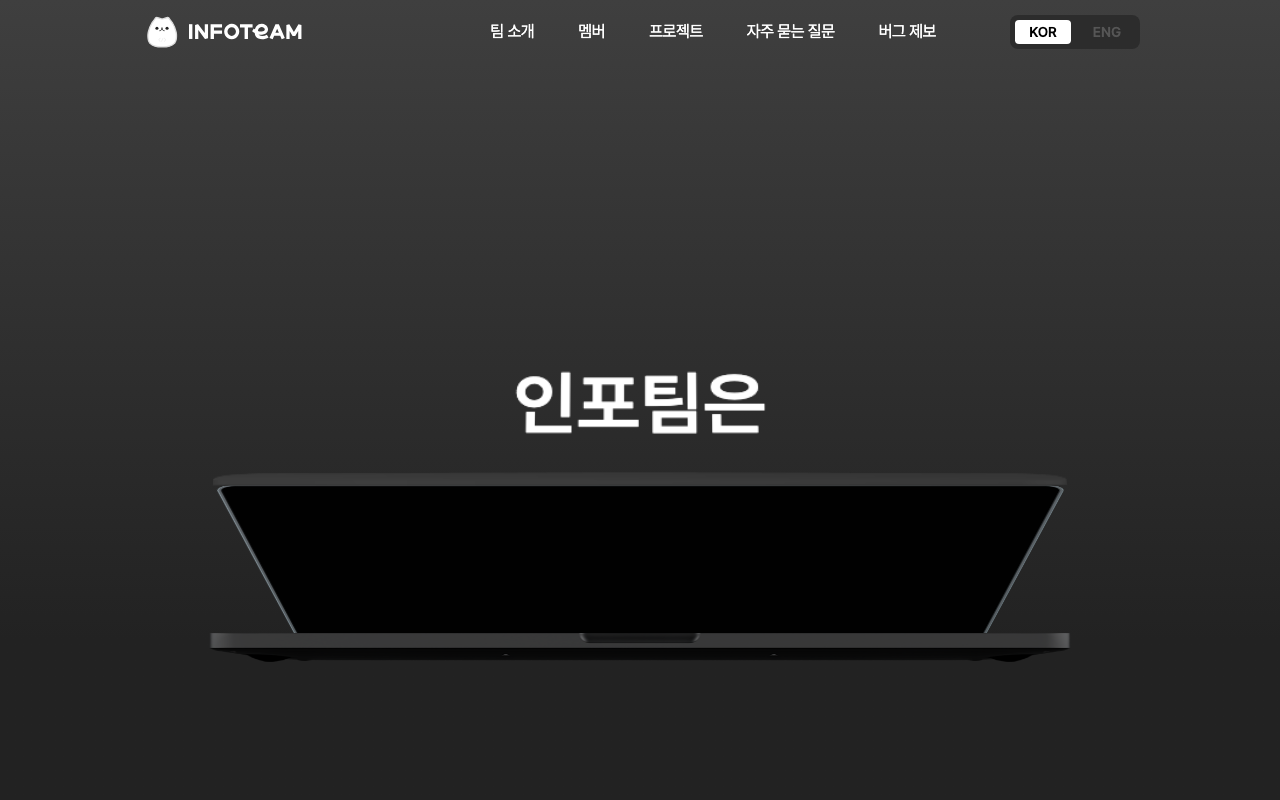 INFOTEAM
팀 소개
멤버
프로젝트
자주 묻는 질문
버그 제보
KOR
ENG
인포팀은